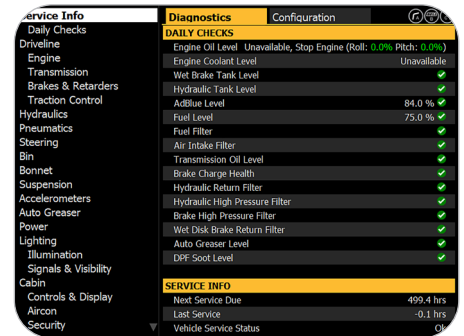 Service Info
Daily Checks
Driveline
Engine
Transmission
Brakes & Retarders
Traction Control
Hydraulics
Pneumatics
Steering
Bin
Bonnet
Suspension
Accelerometers
Auto Greaser
Power
Lighting
Illumination
Signals & Visibility
Cabin
Controls & Display
Aircon
Security
Diagnostics Configuration
DAILY CHECKS
Engine Oil Level Unavailable, Stop Engine (Roll: 0.0% Pitch: 0.0%)
Engine Coolant Level Unavailable
Wet Brake Tank Level
Hydraulic Tank Level
AdBlue Level 84.0 %
Fuel Level 75.0 %
Fuel Filter
Air Intake Filter
Transmission Oil Level
Brake Charge Health
Hydraulic Return Filter
Hydraulic High Pressure Filter
Brake High Pressure Filter
Wet Disk Brake Return Filter
Auto Greaser Level
DPF Soot Level
SERVICE INFO
Next Service Due 499.4 hrs
Last Service -0.1 hrs
Vehicle Service Status Ok